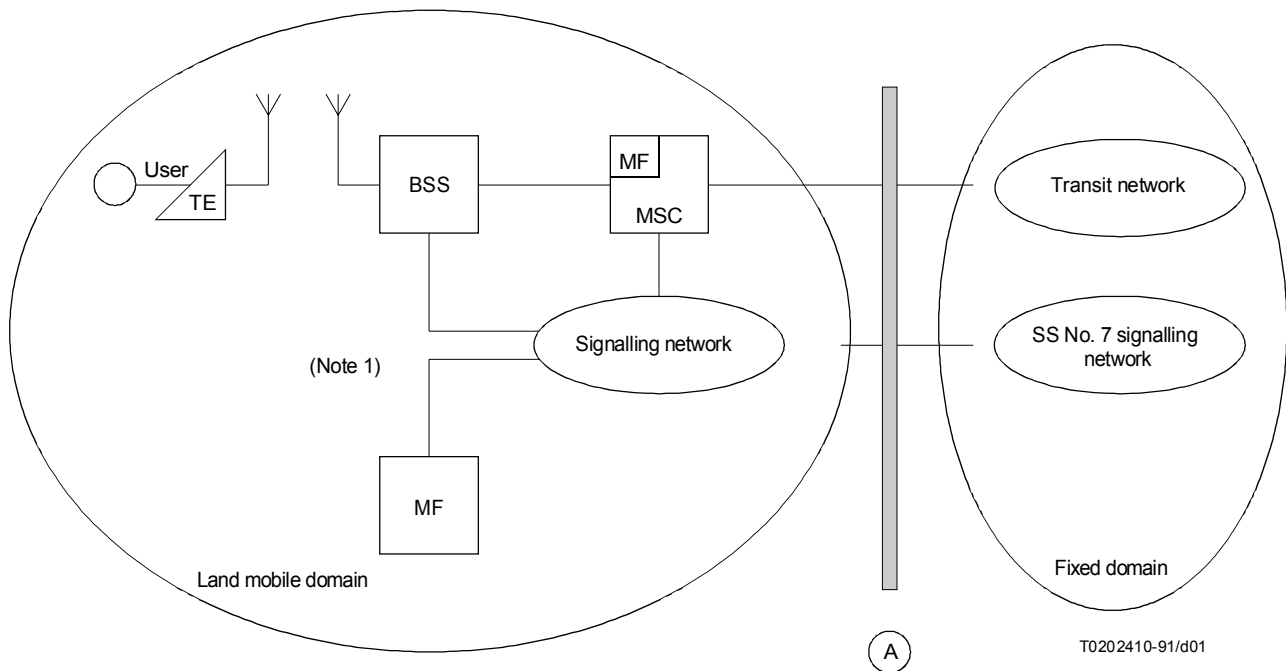 User
TE
BSS
MF
MSC
Transit network
(Note 1)
Signalling network
SS No. 7 signalling
network
MF
Land mobile domain
Fixed domain
A
T0202410-91/d01